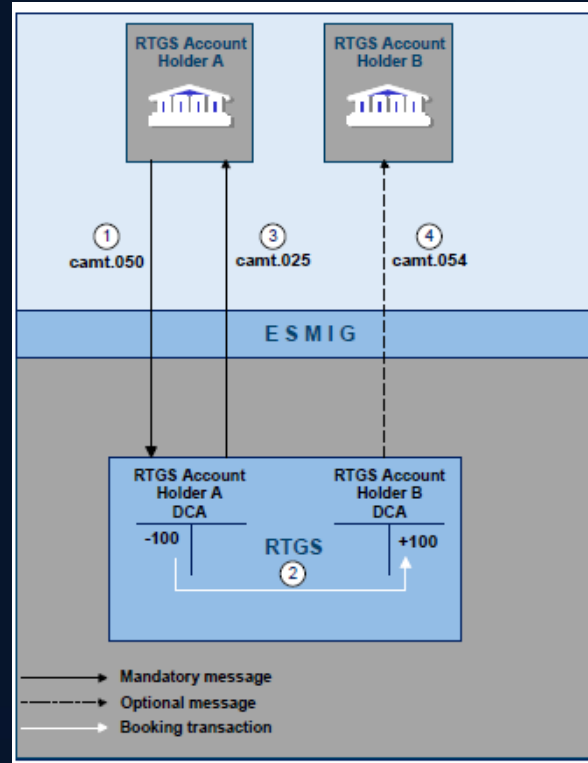 RTGS Account
Holder A
RTGS Account
Holder B
1
camt.050
3
camt.025
4
camt.054
ESMIG
RTGS Account
Holder A
DCA
RTGS Account
Holder B
DCA
-100
RTGS
+100
2
Mandatory message
Optional message
Booking transaction